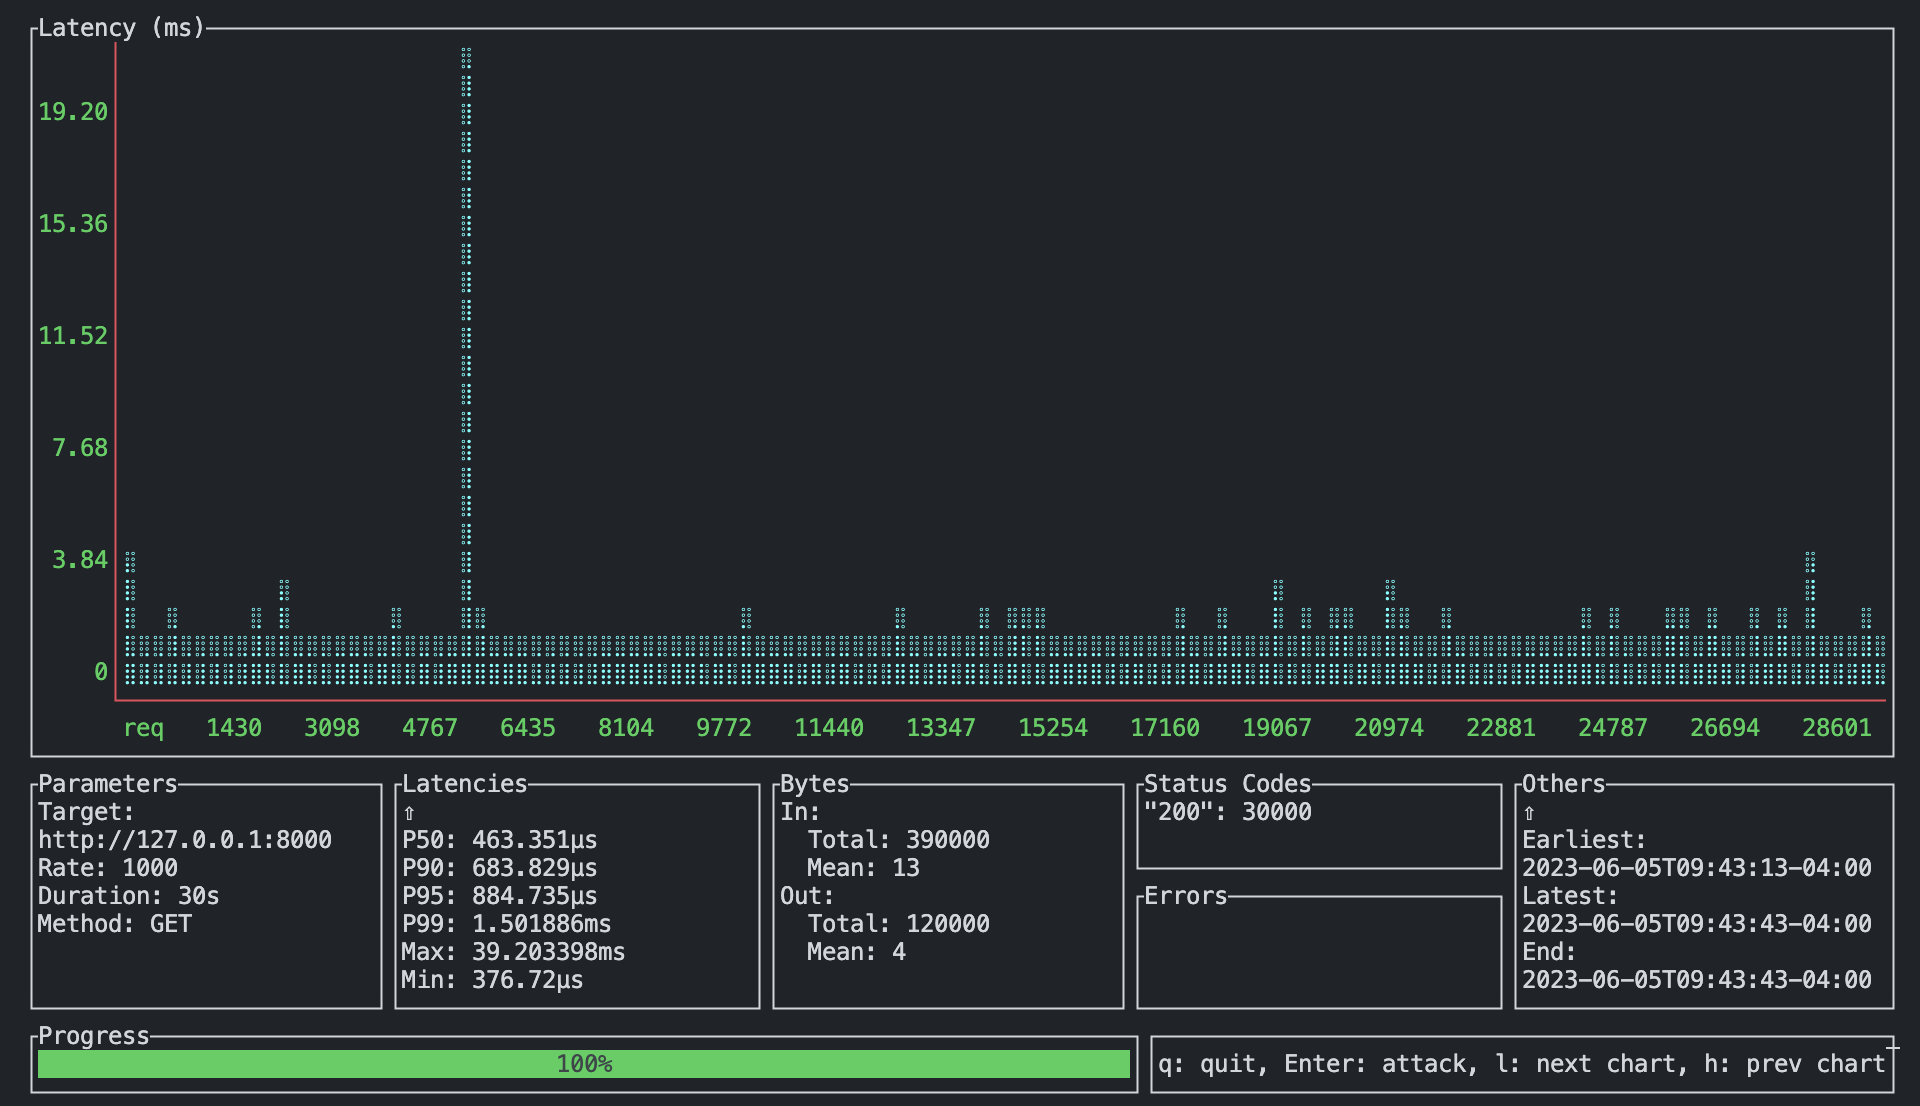 Latency (ms)
19.20
15.36
11.52
7.68
3.84
0
req 1430 3098 4767 6435 8104 9772 11440 13347 15254 17160 19067 20974 22881 24787 26694 28601
Parameters
Target:
http://127.0.0.1:8000
Rate: 1000
Duration: 30s
Method: GET
Latencies
⇧
P50: 463.351µs
P90: 683.829µs
P95: 884.735µs
P99: 1.501886ms
Max: 39.203398ms
Min: 376.72µs
Bytes
In:
Total: 390000
Mean: 13
Out:
Total: 120000
Mean: 4
Status Codes
"200": 30000
Errors
Others
⇧
Earliest:
2023-06-05T09:43:13-04:00
Latest:
2023-06-05T09:43:43-04:00
End:
2023-06-05T09:43:43-04:00
Progress
100%
q: quit, Enter: attack, l: next chart, h: prev chart